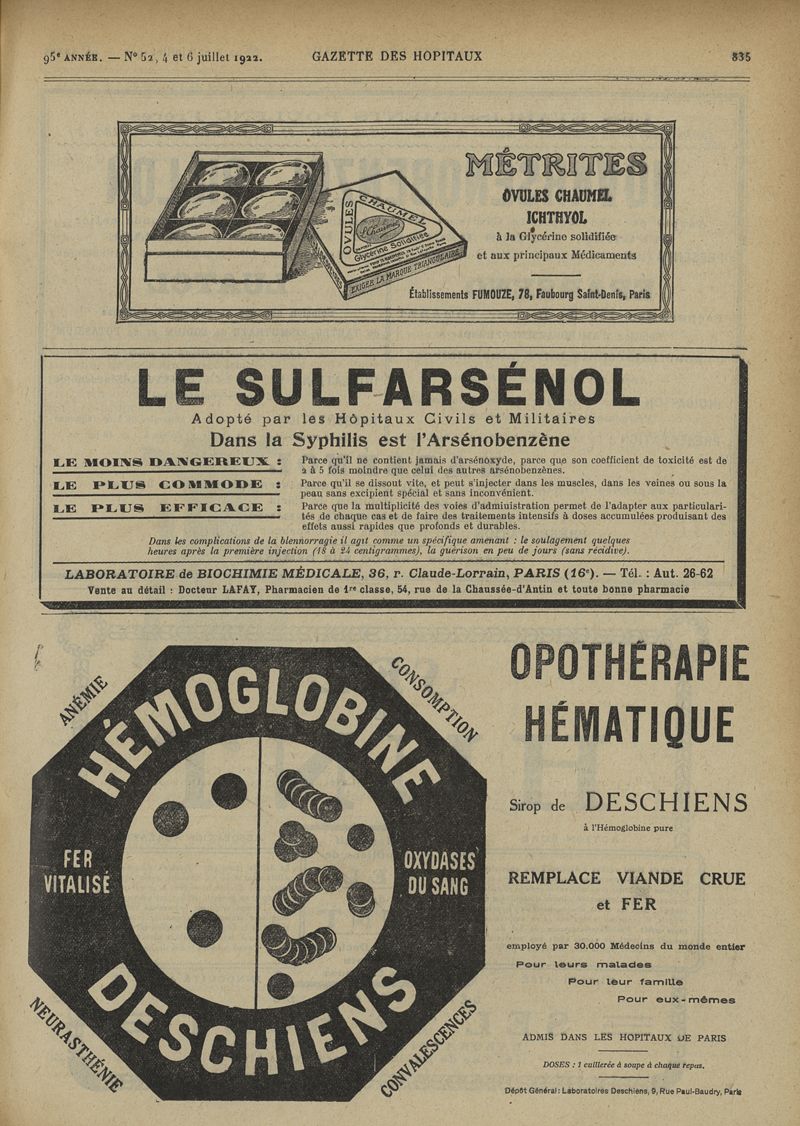 95e ANNÉE. — No 52, 4 et 6 juillet 1922. GAZETTE DES HOPITAUX 835
MÉTRITES
OVULES CHAUMEL
ICHTHYOL
à la Glycérine solidifiée
et aux principaux Médicaments
Établissements FUMOUZE, 78, Faubourg Saint-Denis, Paris
OVULES CHAUMEL
Glycérine Solidifiée
EXIGER LA MARQUE TRIANGULAIRE
LE SULFARSÉNOL
Adopté par les Hôpitaux Civils et Militaires
Dans la Syphilis est l'Arsénobenzène
LE MOINS DANGEREUX : Parce qu'il ne contient jamais d'arsénoxyde, parce que son coefficient de toxicité est de
2 à 5 fois moindre que celui des autres arsénobenzènes.
LE PLUS COMMODE : Parce qu'il se dissout vite, et peut s'injecter dans les muscles, dans les veines ou sous la
peau sans excipient spécial et sans inconvénient.
LE PLUS EFFICACE : Parce que la multiplicité des voies d'administration permet de l'adapter aux particulari-
tés de chaque cas et de faire des traitements intensifs à doses accumulées produisant des
effets aussi rapides que profonds et durables.
Dans les complications de la blennorragie il agit comme un spécifique amenant : le soulagement quelques
heures après la première injection (18 à 24 centigrammes), la guérison en peu de jours (sans récidive).
LABORATOIRE de BIOCHIMIE MÉDICALE, 36, r. Claude-Lorrain, PARIS (16e). — Tél. : Aut. 26-62
Vente au détail : Docteur LAFAY, Pharmacien de 1re classe, 54, rue de la Chaussée-d'Antin et toute bonne pharmacie
ANÉMIE
CONSOMPTION
HÉMOGLOBINE
FER
VITALISÉ
OXYDASES
DU SANG
DESCHIENS
NEURASTHÉNIE
CONVALESCENCES
OPOTHÉRAPIE
HÉMATIQUE
Sirop de DESCHIENS
à l'Hémoglobine pure
REMPLACE VIANDE CRUE
et FER
employé par 30.000 Médecins du monde entier
Pour leurs malades
Pour leur famille
Pour eux-mêmes
ADMIS DANS LES HOPITAUX DE PARIS
DOSES : 1 cuillerée à soupe à chaque repas.
Dépôt Général : Laboratoires Deschiens, 9, Rue Paul-Baudry, Paris